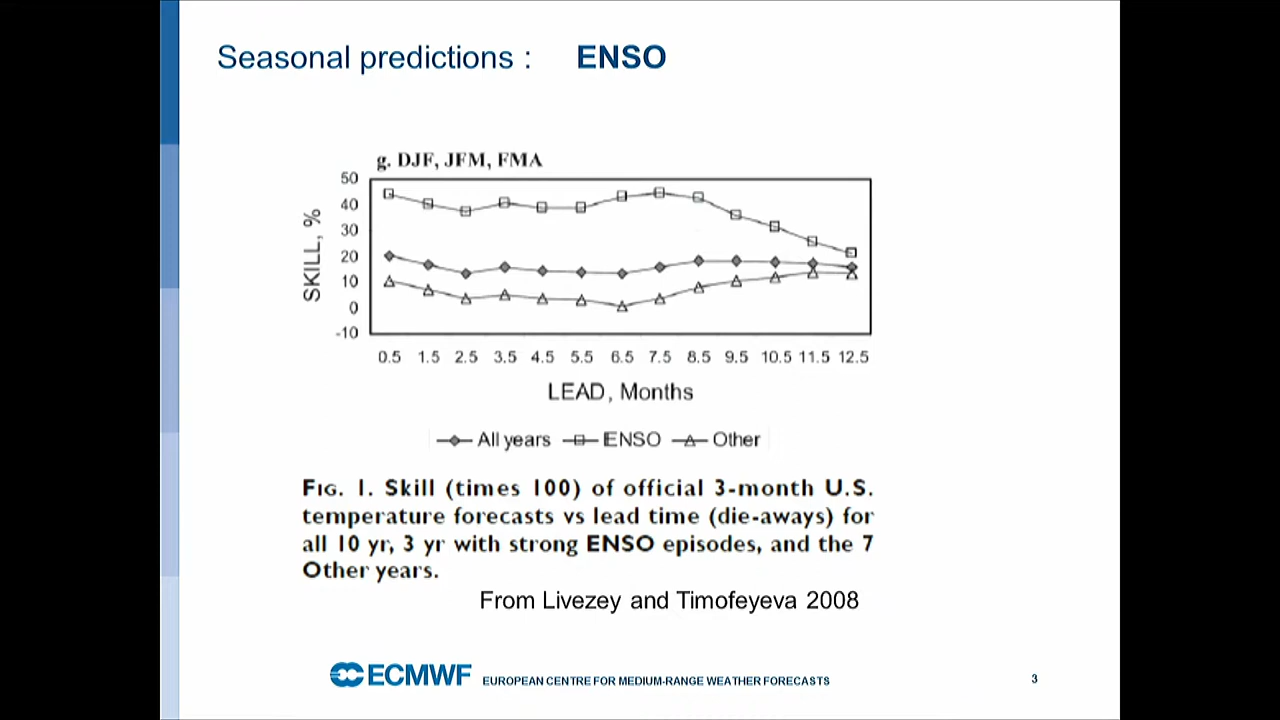 Seasonal predictions : ENSO
g. DJF, JFM, FMA
SKILL, %
50
40
30
20
10
0
-10
0.5 1.5 2.5 3.5 4.5 5.5 6.5 7.5 8.5 9.5 10.5 11.5 12.5
LEAD, Months
All years ENSO Other
FIG. 1. Skill (times 100) of official 3-month U.S.
temperature forecasts vs lead time (die-aways) for
all 10 yr, 3 yr with strong ENSO episodes, and the 7
Other years.
From Livezey and Timofeyeva 2008
ECMWF EUROPEAN CENTRE FOR MEDIUM-RANGE WEATHER FORECASTS
3